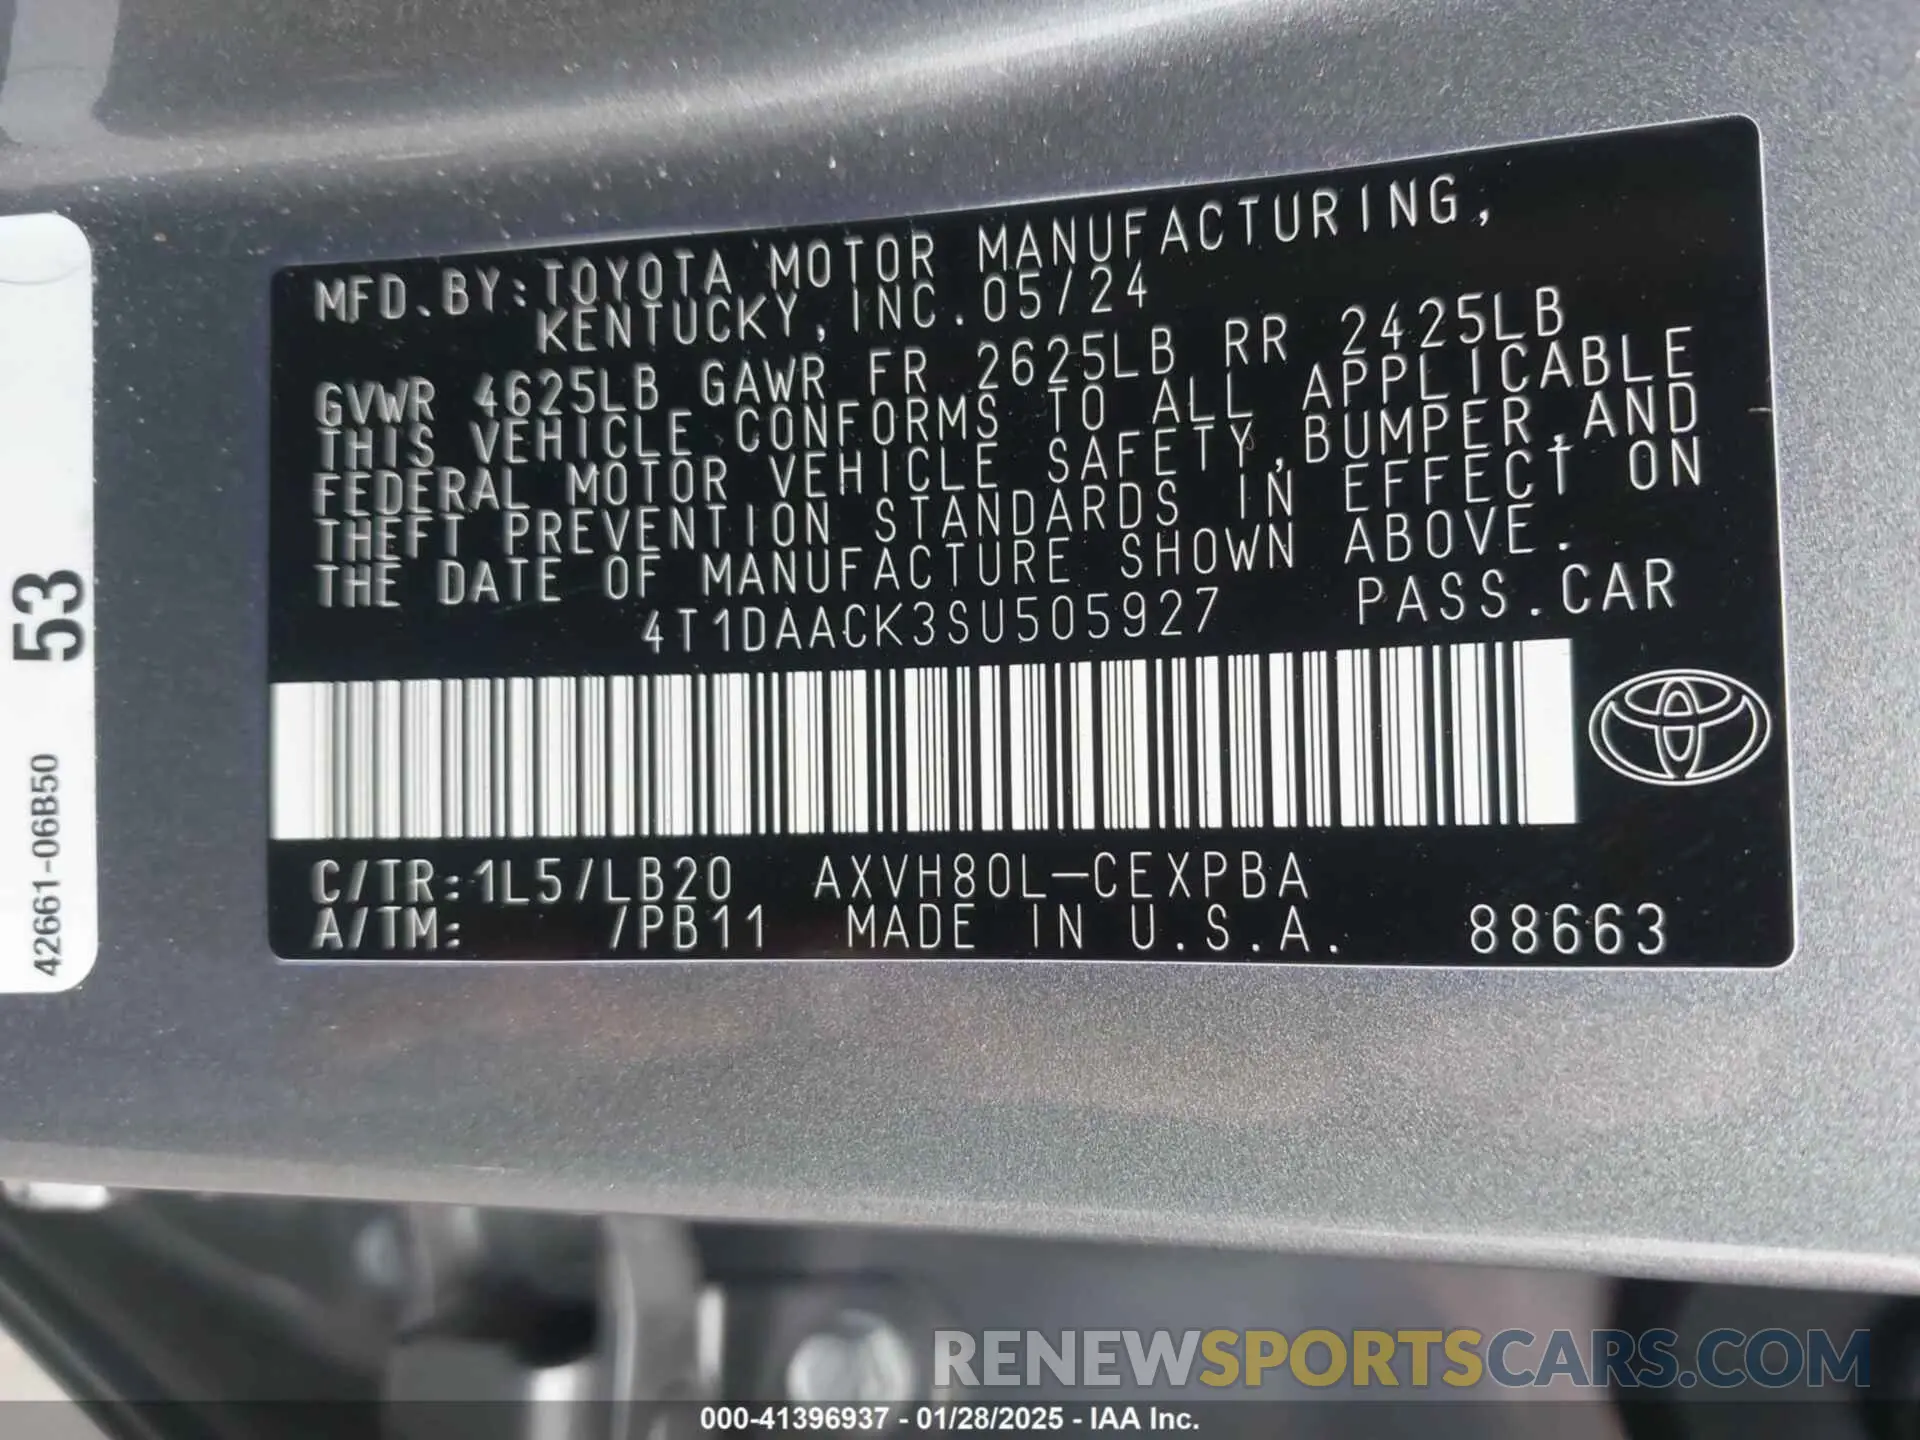 MFD.BY:TOYOTA MOTOR MANUFACTURING,
KENTUCKY, INC. 05/24
GVWR 4625LB GAWR FR 2625LB RR 2425LB
THIS VEHICLE CONFORMS TO ALL APPLICABLE
FEDERAL MOTOR VEHICLE SAFETY, BUMPER, AND
THEFT PREVENTION STANDARDS IN EFFECT ON
THE DATE OF MANUFACTURE SHOWN ABOVE.
4T1DAACK3SU505927 PASS.CAR
C/TR:1L5/LB20 AXVH80L-CEXPBA
A/TM: /PB11 MADE IN U.S.A. 88663
53
42661-06B50
RENEWSPORTSCARS.COM
000-41396937 - 01/28/2025 - IAA Inc.